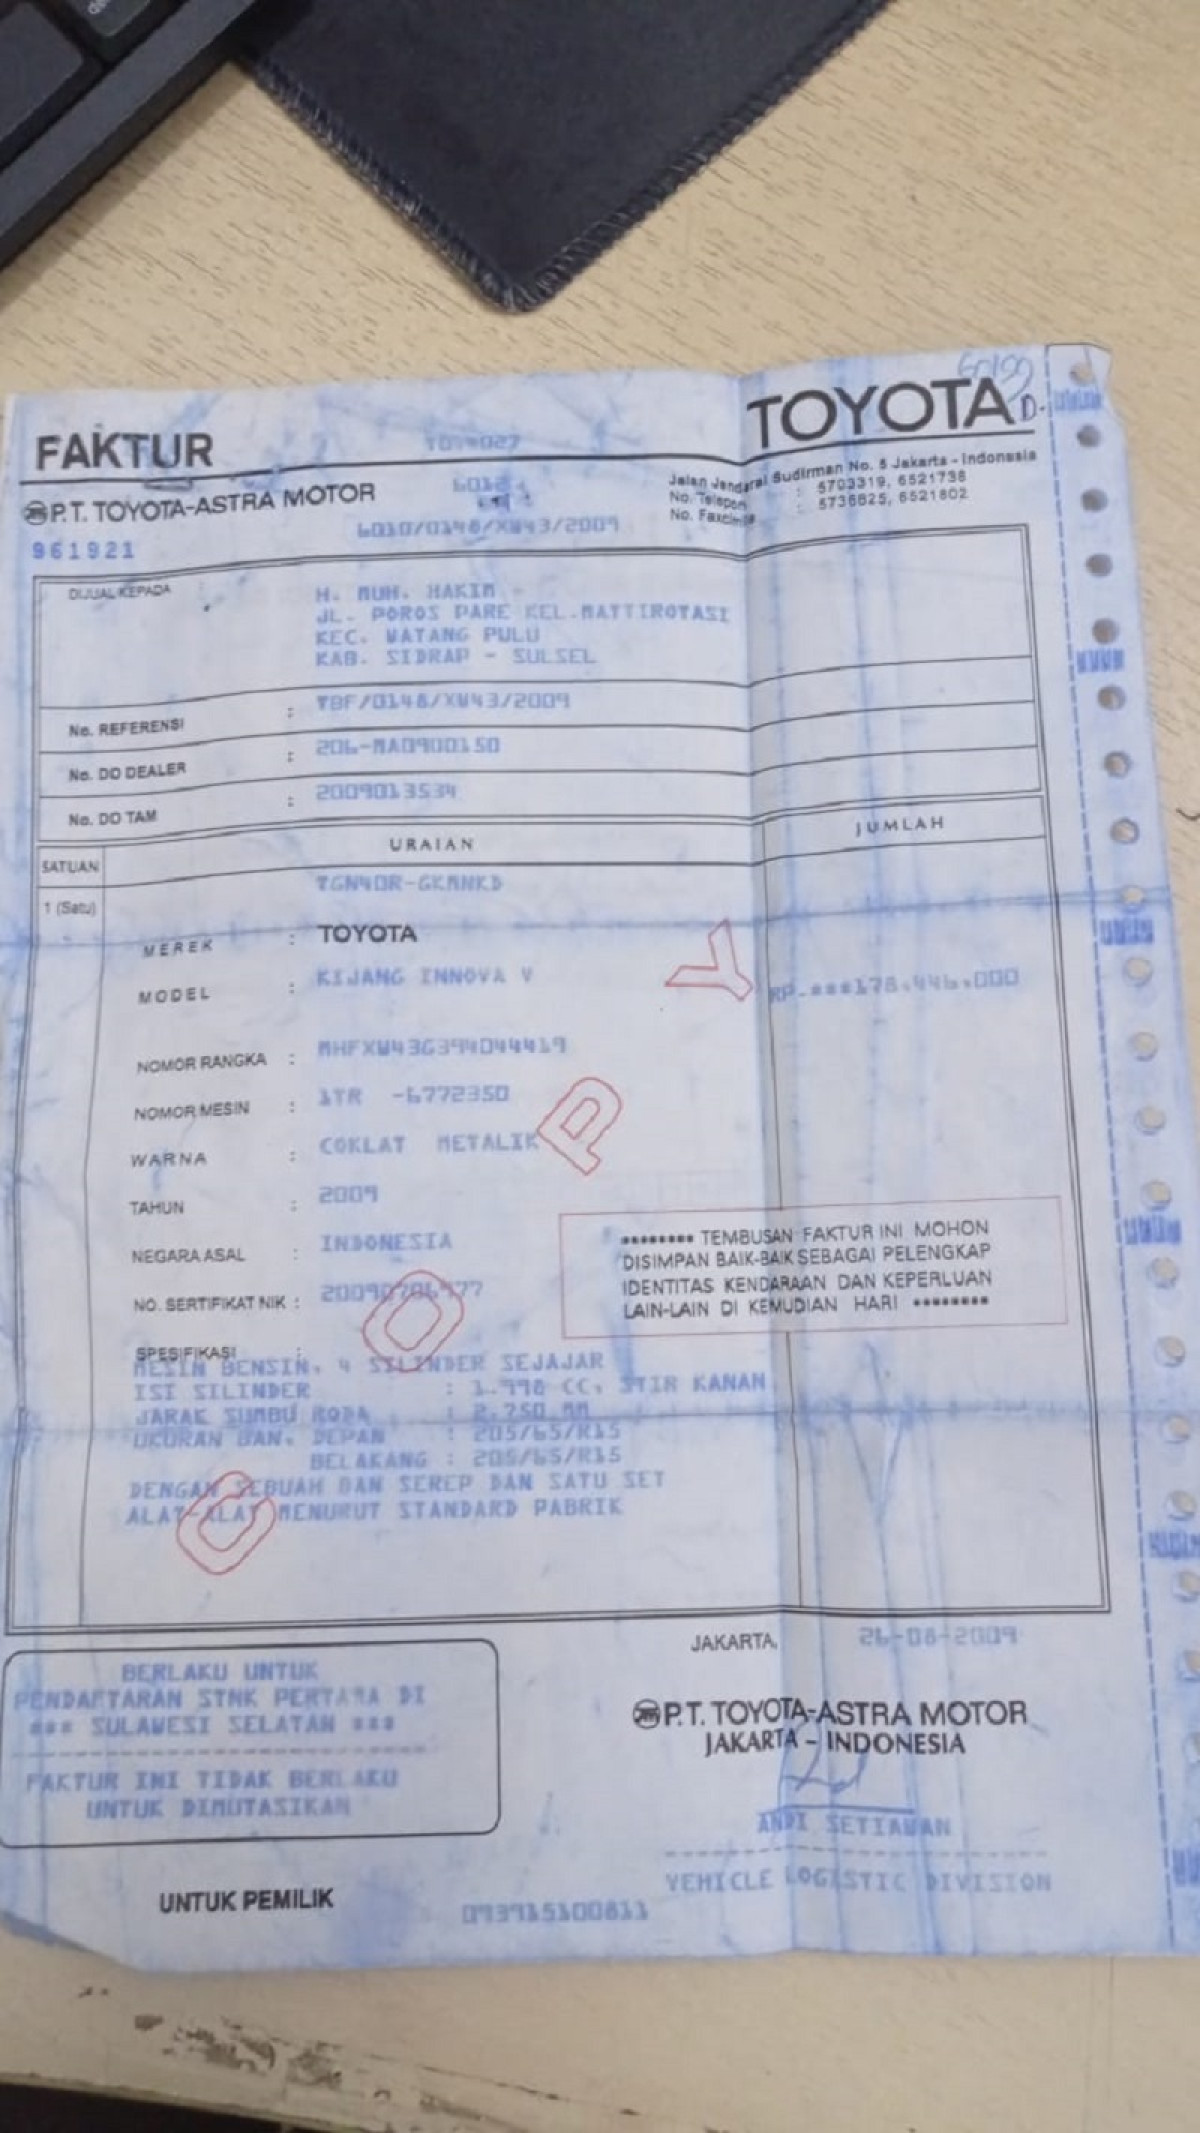 FAKTUR
TOYOTA
D-
P.T. TOYOTA-ASTRA MOTOR
Jalan Jendaral Sudirman No. 5 Jakarta - Indonesia
No. Telepon : 5703319, 6521738
No. Faxcimile : 5736825, 6521802
6010/0148/XW43/2009
961921
DIJUAL KEPADA :
H. MUH. HAKIM -
JL. POROS PARE KEL.MATTIROTASI
KEC. WATANG PULU
KAB. SIDRAP - SULSEL
No. REFERENSI : TBF/0148/XW43/2009
No. DO DEALER : 206-MA0900150
No. DO TAM : 2009013534
SATUAN URAIAN JUMLAH
1 (Satu)
TGN40R-GKMNKD
MEREK : TOYOTA
MODEL : KIJANG INNOVA V RP.***178.446.000
NOMOR RANGKA : MHFXW43G394044419
NOMOR MESIN : 1TR -6772350
WARNA : COKLAT METALIK
TAHUN : 2009
NEGARA ASAL : INDONESIA
NO. SERTIFIKAT NIK :
******** TEMBUSAN FAKTUR INI MOHON
DISIMPAN BAIK-BAIK SEBAGAI PELENGKAP
IDENTITAS KENDARAAN DAN KEPERLUAN
LAIN-LAIN DI KEMUDIAN HARI ********
SPESIFIKASI :
MESIN BENSIN, 4 SILINDER SEJAJAR
ISI SILINDER : 1.998 CC, STIR KANAN
JARAK SUMBU RODA : 2.750 MM
UKURAN BAN. DEPAN : 205/65/R15
BELAKANG : 205/65/R15
DENGAN SEBUAH BAN SEREP DAN SATU SET
ALAT-ALAT MENURUT STANDARD PABRIK
COPY
JAKARTA, 26-08-2009
BERLAKU UNTUK
PENDAFTARAN STNK PERTAMA DI
*** SULAWESI SELATAN ***
FAKTUR INI TIDAK BERLAKU
UNTUK DIMUTASIKAN
P.T. TOYOTA-ASTRA MOTOR
JAKARTA - INDONESIA
ANDI SETIAWAN
VEHICLE LOGISTIC DIVISION
UNTUK PEMILIK
093915100811